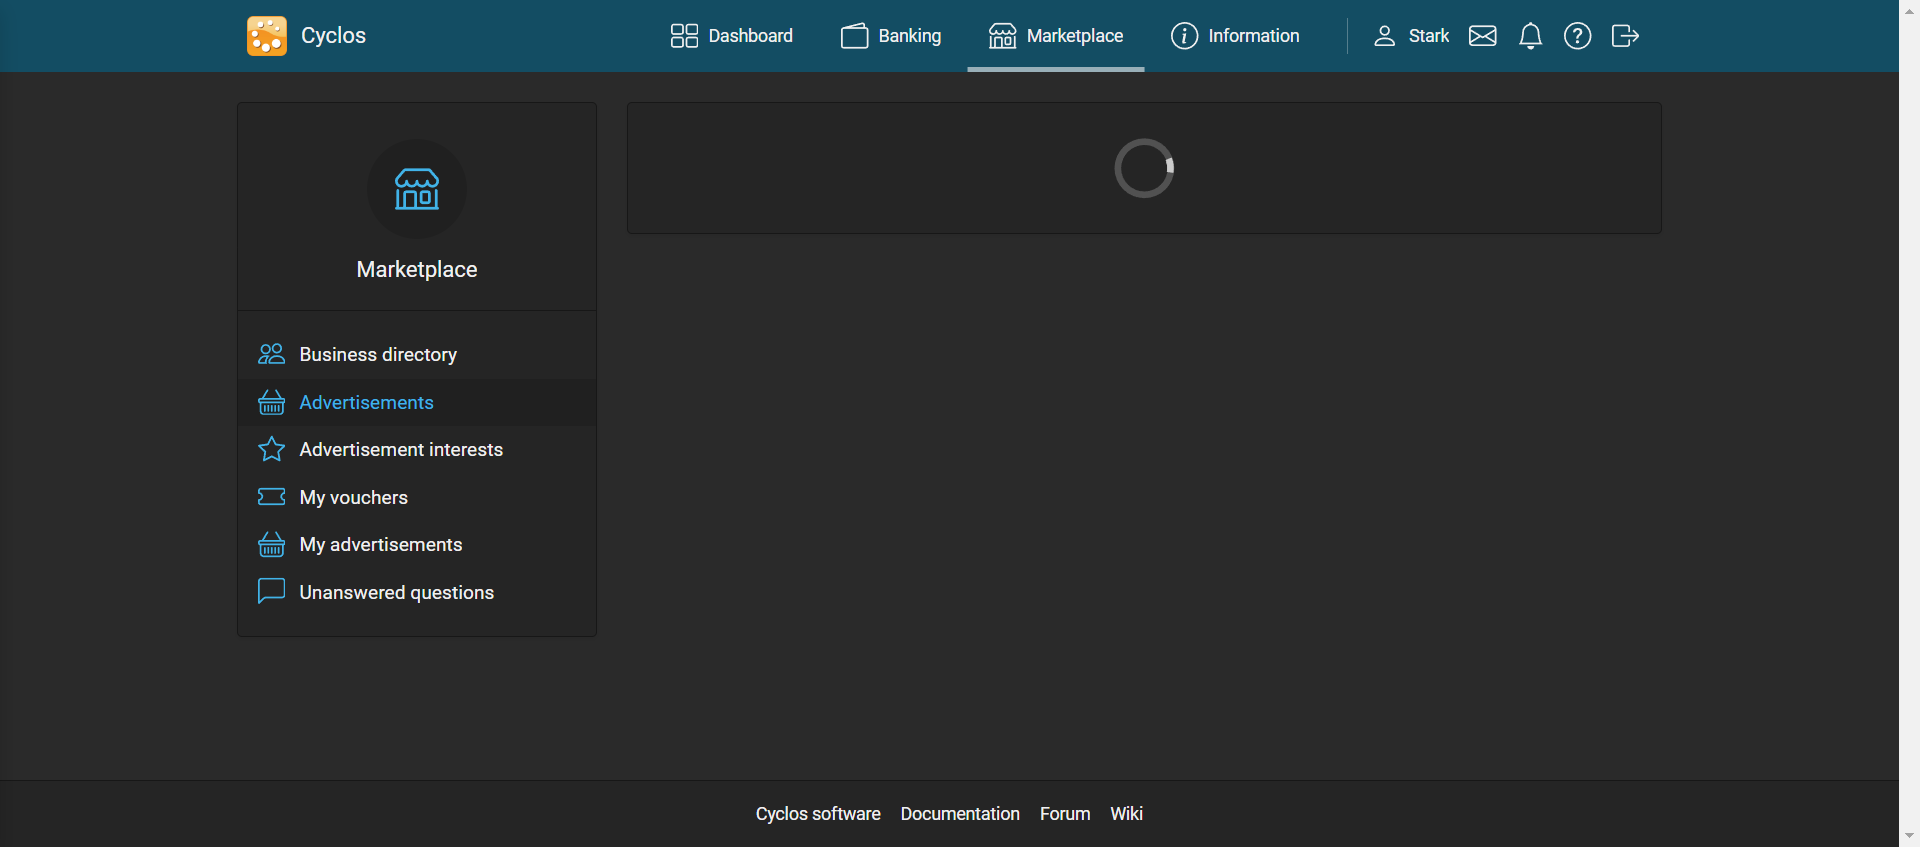 Cyclos
Dashboard
Banking
Marketplace
Information
Stark
Marketplace
Business directory
Advertisements
Advertisement interests
My vouchers
My advertisements
Unanswered questions
Cyclos software Documentation Forum Wiki